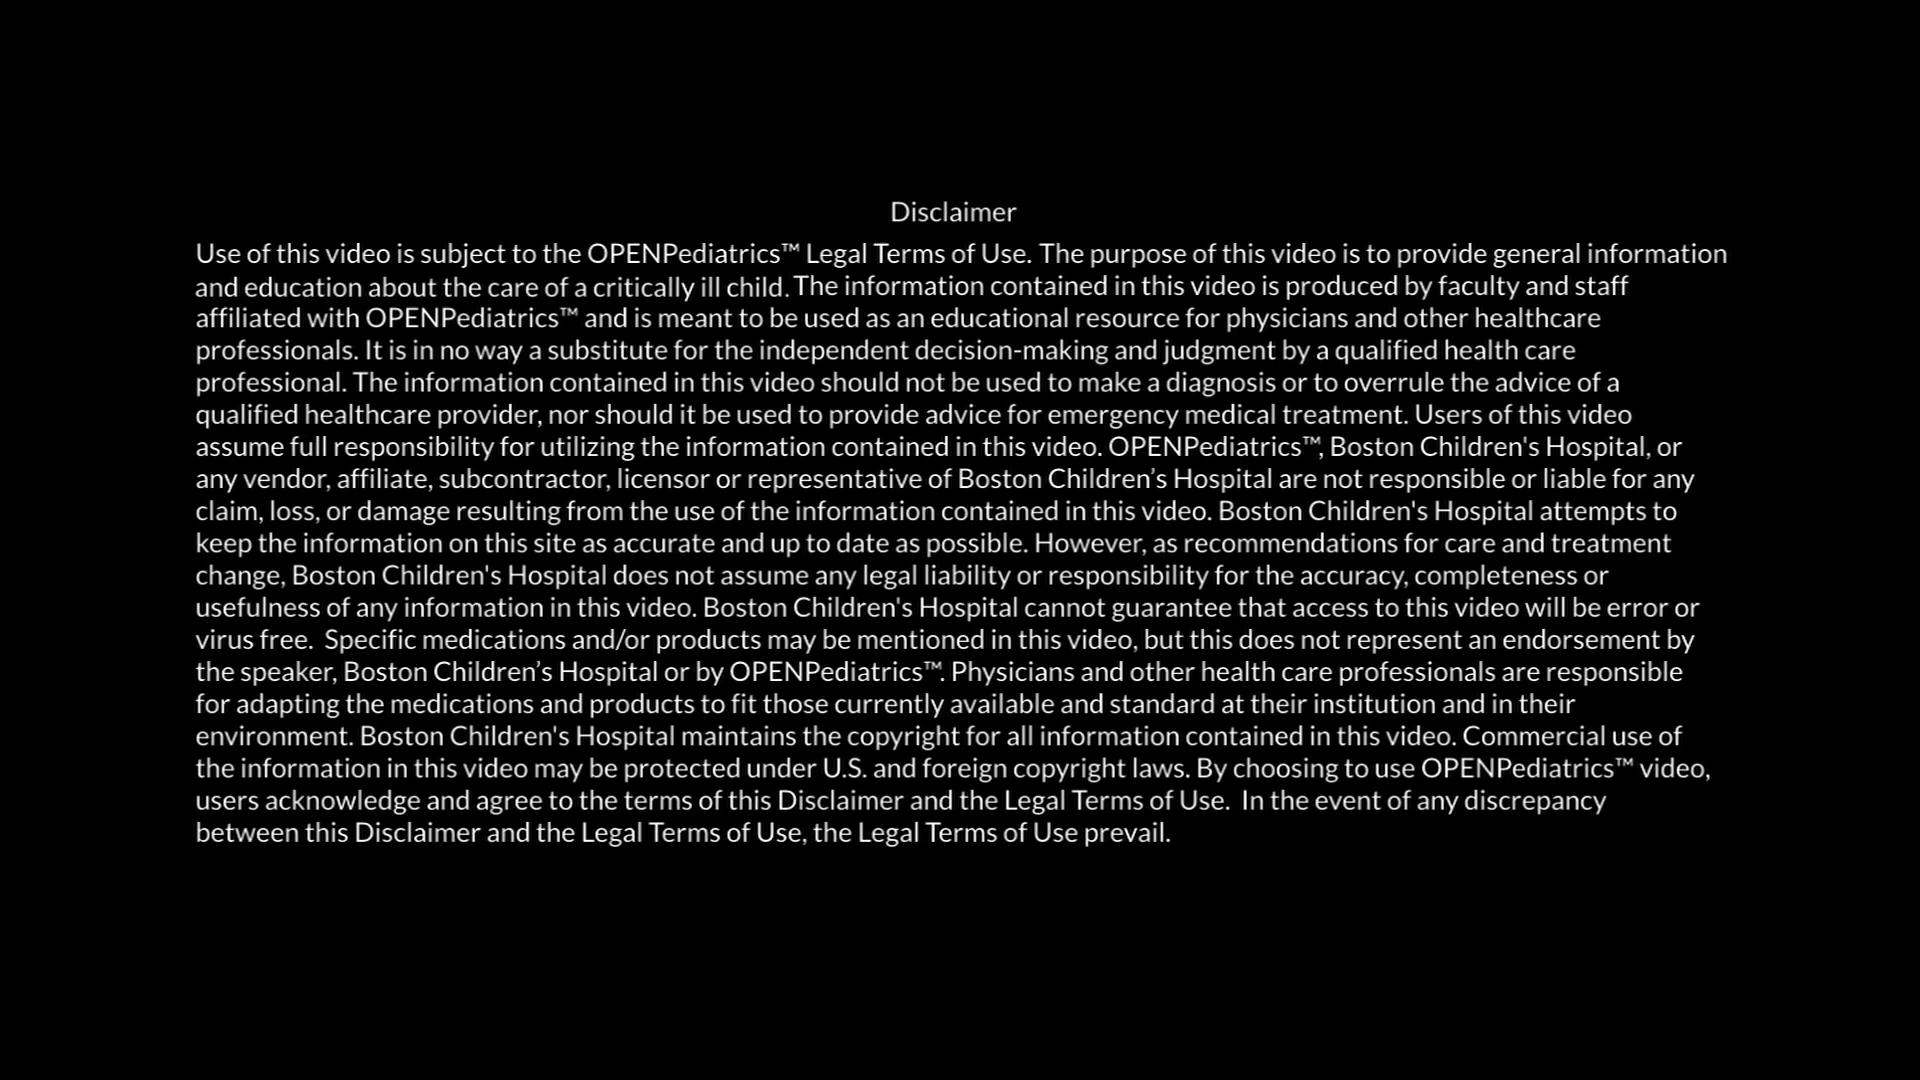 Disclaimer
Use of this video is subject to the OPENPediatrics™ Legal Terms of Use. The purpose of this video is to provide general information
and education about the care of a critically ill child. The information contained in this video is produced by faculty and staff
affiliated with OPENPediatrics™ and is meant to be used as an educational resource for physicians and other healthcare
professionals. It is in no way a substitute for the independent decision-making and judgment by a qualified health care
professional. The information contained in this video should not be used to make a diagnosis or to overrule the advice of a
qualified healthcare provider, nor should it be used to provide advice for emergency medical treatment. Users of this video
assume full responsibility for utilizing the information contained in this video. OPENPediatrics™, Boston Children's Hospital, or
any vendor, affiliate, subcontractor, licensor or representative of Boston Children’s Hospital are not responsible or liable for any
claim, loss, or damage resulting from the use of the information contained in this video. Boston Children's Hospital attempts to
keep the information on this site as accurate and up to date as possible. However, as recommendations for care and treatment
change, Boston Children's Hospital does not assume any legal liability or responsibility for the accuracy, completeness or
usefulness of any information in this video. Boston Children's Hospital cannot guarantee that access to this video will be error or
virus free.  Specific medications and/or products may be mentioned in this video, but this does not represent an endorsement by
the speaker, Boston Children’s Hospital or by OPENPediatrics™. Physicians and other health care professionals are responsible
for adapting the medications and products to fit those currently available and standard at their institution and in their
environment. Boston Children's Hospital maintains the copyright for all information contained in this video. Commercial use of
the information in this video may be protected under U.S. and foreign copyright laws. By choosing to use OPENPediatrics™ video,
users acknowledge and agree to the terms of this Disclaimer and the Legal Terms of Use.  In the event of any discrepancy
between this Disclaimer and the Legal Terms of Use, the Legal Terms of Use prevail.